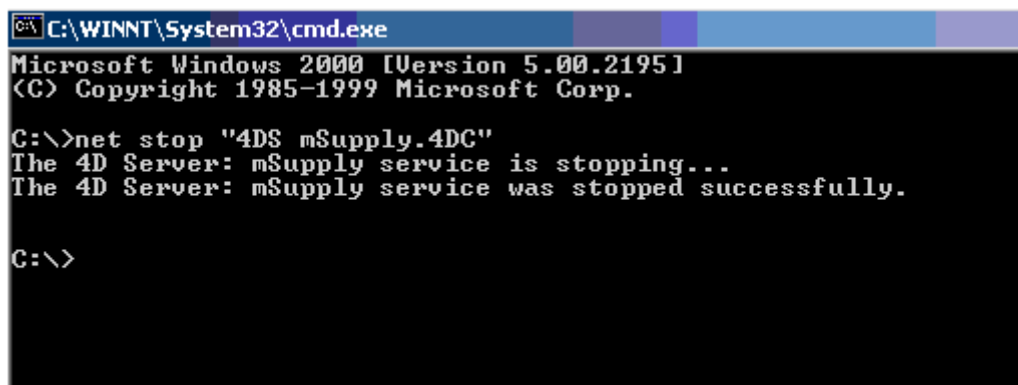 C:\WINNT\System32\cmd.exe
Microsoft Windows 2000 [Version 5.00.2195]
(C) Copyright 1985-1999 Microsoft Corp.
C:\>net stop "4DS mSupply.4DC"
The 4D Server: mSupply service is stopping...
The 4D Server: mSupply service was stopped successfully.
C:\>